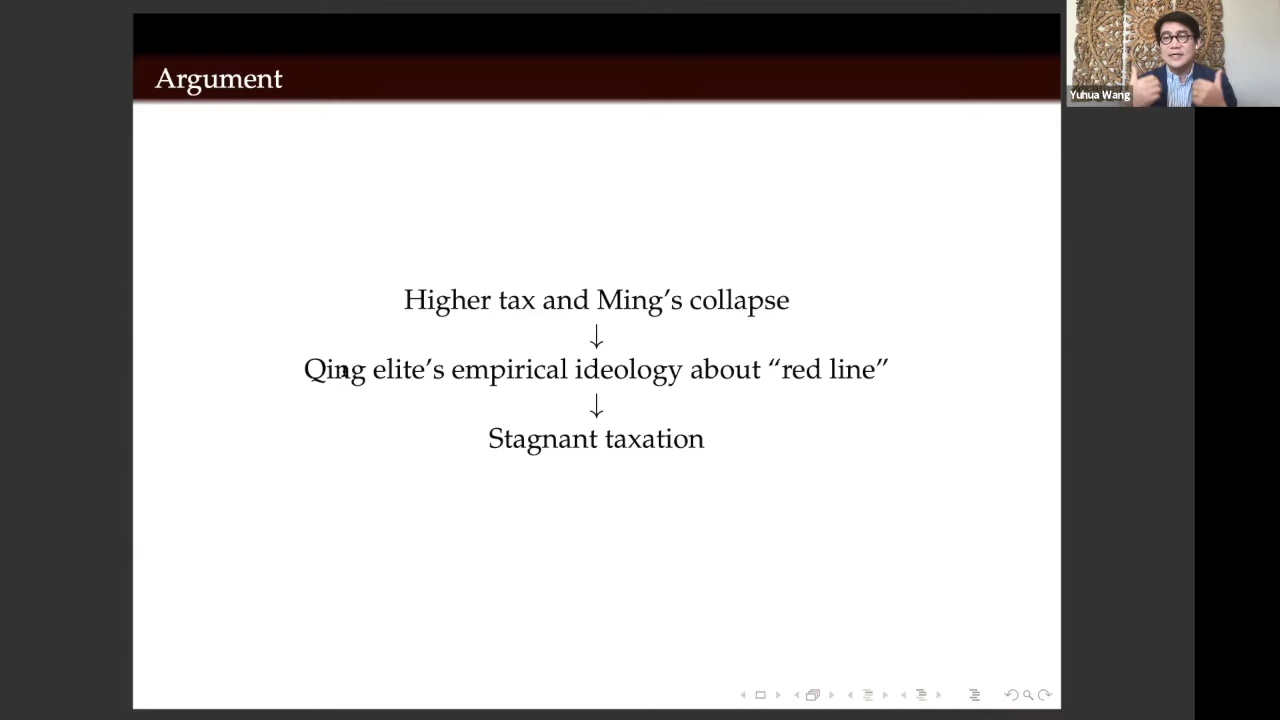 Argument
Yuhua Wang
Higher tax and Ming’s collapse
↓
Qing elite’s empirical ideology about “red line”
↓
Stagnant taxation